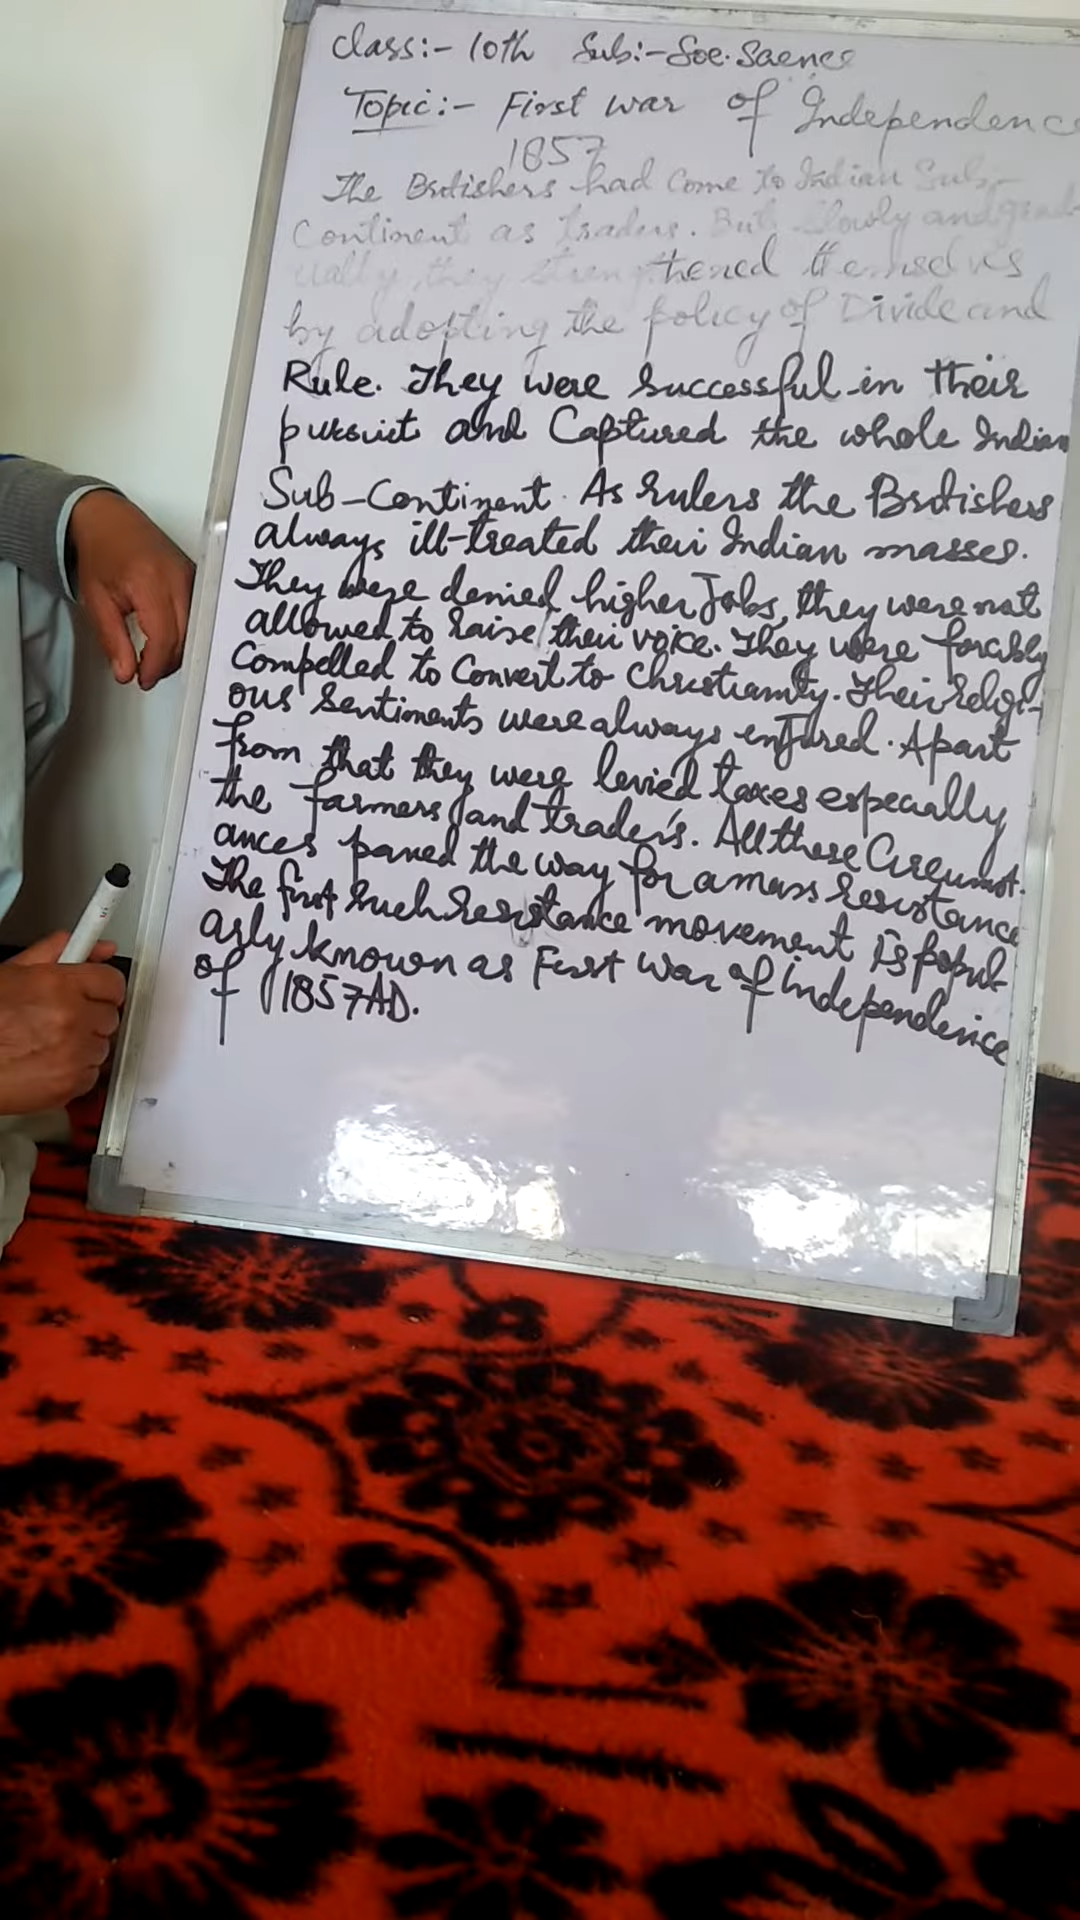 Class:- 10th Sub:- Soc. Science
Topic:- First war of Independence
1857
The Britishers had come to Indian Sub-
Continent as traders. But slowly and grad-
ually, they strengthened themselves
by adopting the policy of Divide and
Rule. They were successful in their
pursuit and Captured the whole Indian
Sub-Continent. As rulers the Britishers
always ill-treated their Indian masses.
They were denied higher Jobs, they were not
allowed to raise their voice. They were forcibly
Compelled to Convert to Christianity. Their religi-
ous Sentiments were always enjured. Apart
from that they were levied taxes especially
the farmers and trader's. All these Circumst-
ances paved the way for a mass resistance
The first such resistance movement is popul-
arly known as First War of independence
of 1857AD.